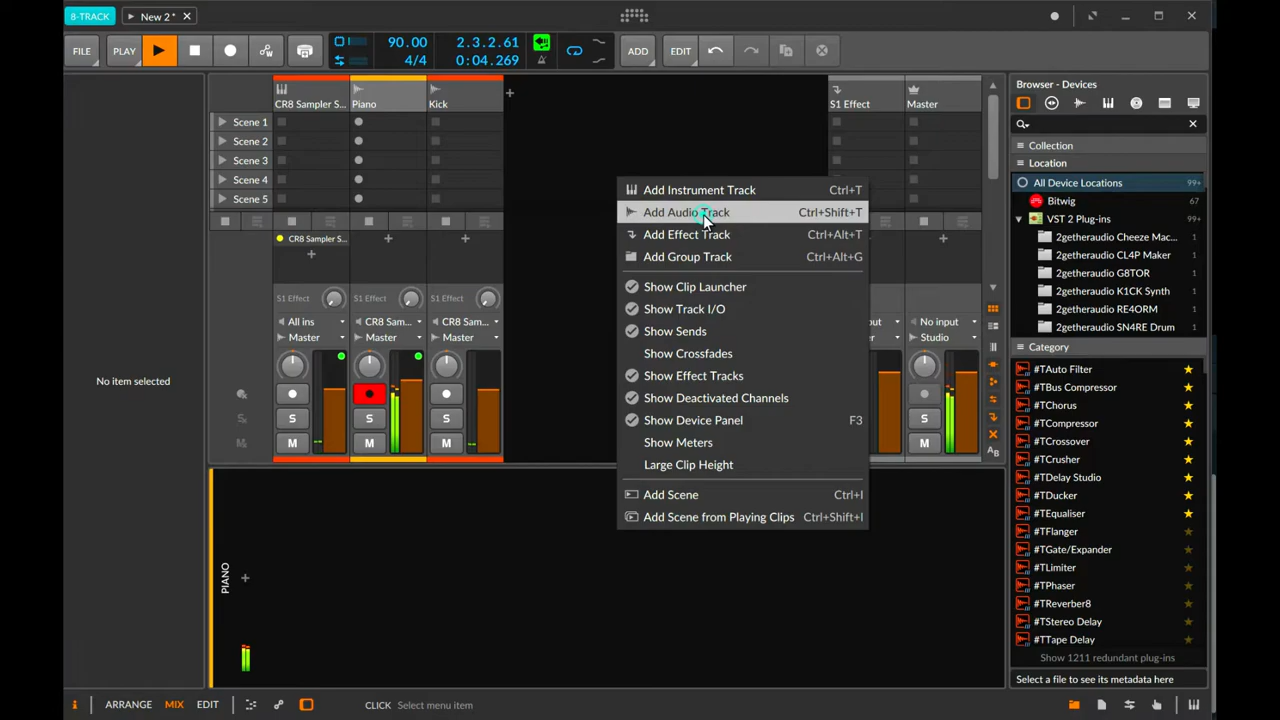 8-TRACK
New 2 *
FILE
PLAY
90.00
4/4
2.3.2.61
0:04.269
ADD
EDIT
CR8 Sampler S...
Piano
Kick
S1 Effect
Master
Scene 1
Scene 2
Scene 3
Scene 4
Scene 5
CR8 Sampler S...
S1 Effect
S1 Effect
S1 Effect
All ins
CR8 Sam...
CR8 Sam...
No input
Master
Master
Master
Studio
S
S
S
S
M
M
M
M
No item selected
Add Instrument Track Ctrl+T
Add Audio Track Ctrl+Shift+T
Add Effect Track Ctrl+Alt+T
Add Group Track Ctrl+Alt+G
Show Clip Launcher
Show Track I/O
Show Sends
Show Crossfades
Show Effect Tracks
Show Deactivated Channels
Show Device Panel F3
Show Meters
Large Clip Height
Add Scene Ctrl+I
Add Scene from Playing Clips Ctrl+Shift+I
PIANO
Browser - Devices
Collection
Location
All Device Locations 99+
Bitwig 67
VST 2 Plug-ins 99+
2getheraudio Cheeze Mac... 1
2getheraudio CL4P Maker 1
2getheraudio G8TOR 1
2getheraudio K1CK Synth 1
2getheraudio RE4ORM 1
2getheraudio SN4RE Drum 1
Category
#TAuto Filter
#TBus Compressor
#TChorus
#TCompressor
#TCrossover
#TCrusher
#TDelay Studio
#TDucker
#TEqualiser
#TFlanger
#TGate/Expander
#TLimiter
#TPhaser
#TReverber8
#TStereo Delay
#TTape Delay
Show 1211 redundant plug-ins
Select a file to see its metadata here
i
ARRANGE
MIX
EDIT
CLICK Select menu item